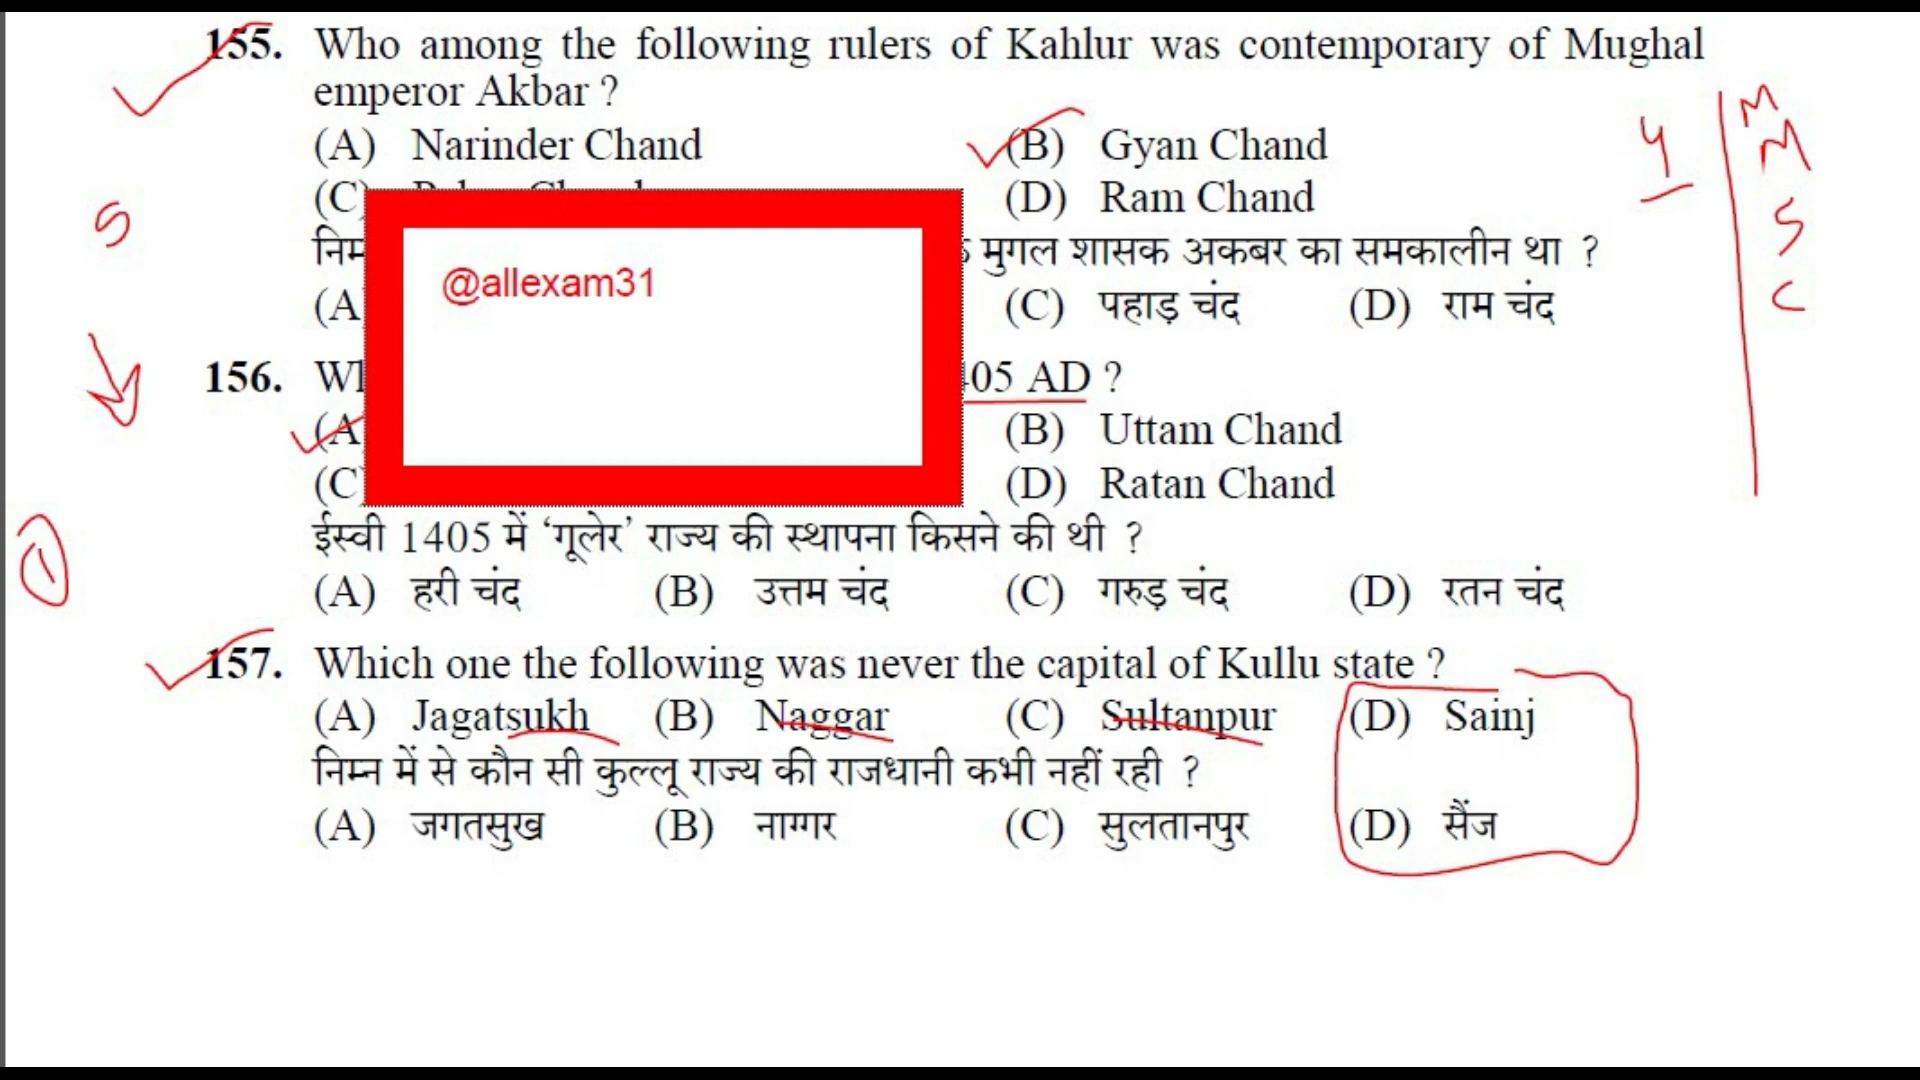 155. Who among the following rulers of Kahlur was contemporary of Mughal
emperor Akbar ?
(A) Narinder Chand (B) Gyan Chand
(C) (D) Ram Chand
मुगल शासक अकबर का समकालीन था ?
(A (C) पहाड़ चंद (D) राम चंद
@allexam31
156. 05 AD ?
(A (B) Uttam Chand
(C (D) Ratan Chand
ईस्वी 1405 में ‘गूलेर’ राज्य की स्थापना किसने की थी ?
(A) हरी चंद (B) उत्तम चंद (C) गरुड़ चंद (D) रतन चंद
157. Which one the following was never the capital of Kullu state ?
(A) Jagatsukh (B) Naggar (C) Sultanpur (D) Sainj
निम्न में से कौन सी कुल्लू राज्य की राजधानी कभी नहीं रही ?
(A) जगतसुख (B) नाग्गर (C) सुलतानपुर (D) सैंज
M
M
S
C